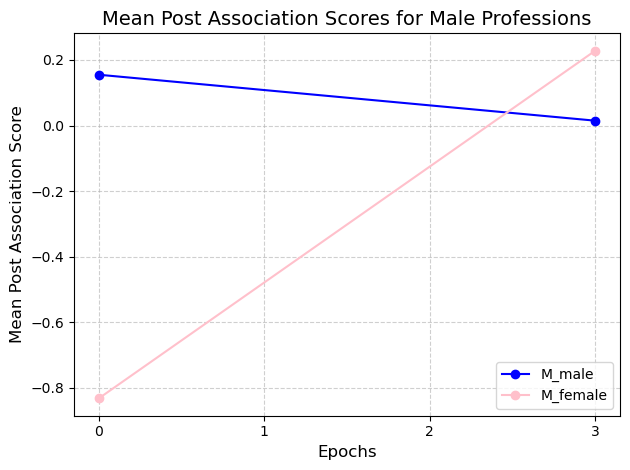 Mean Post Association Scores for Male Professions
Mean Post Association Score
0.2
0.0
−0.2
−0.4
−0.6
−0.8
0
1
2
3
Epochs
M_male
M_female